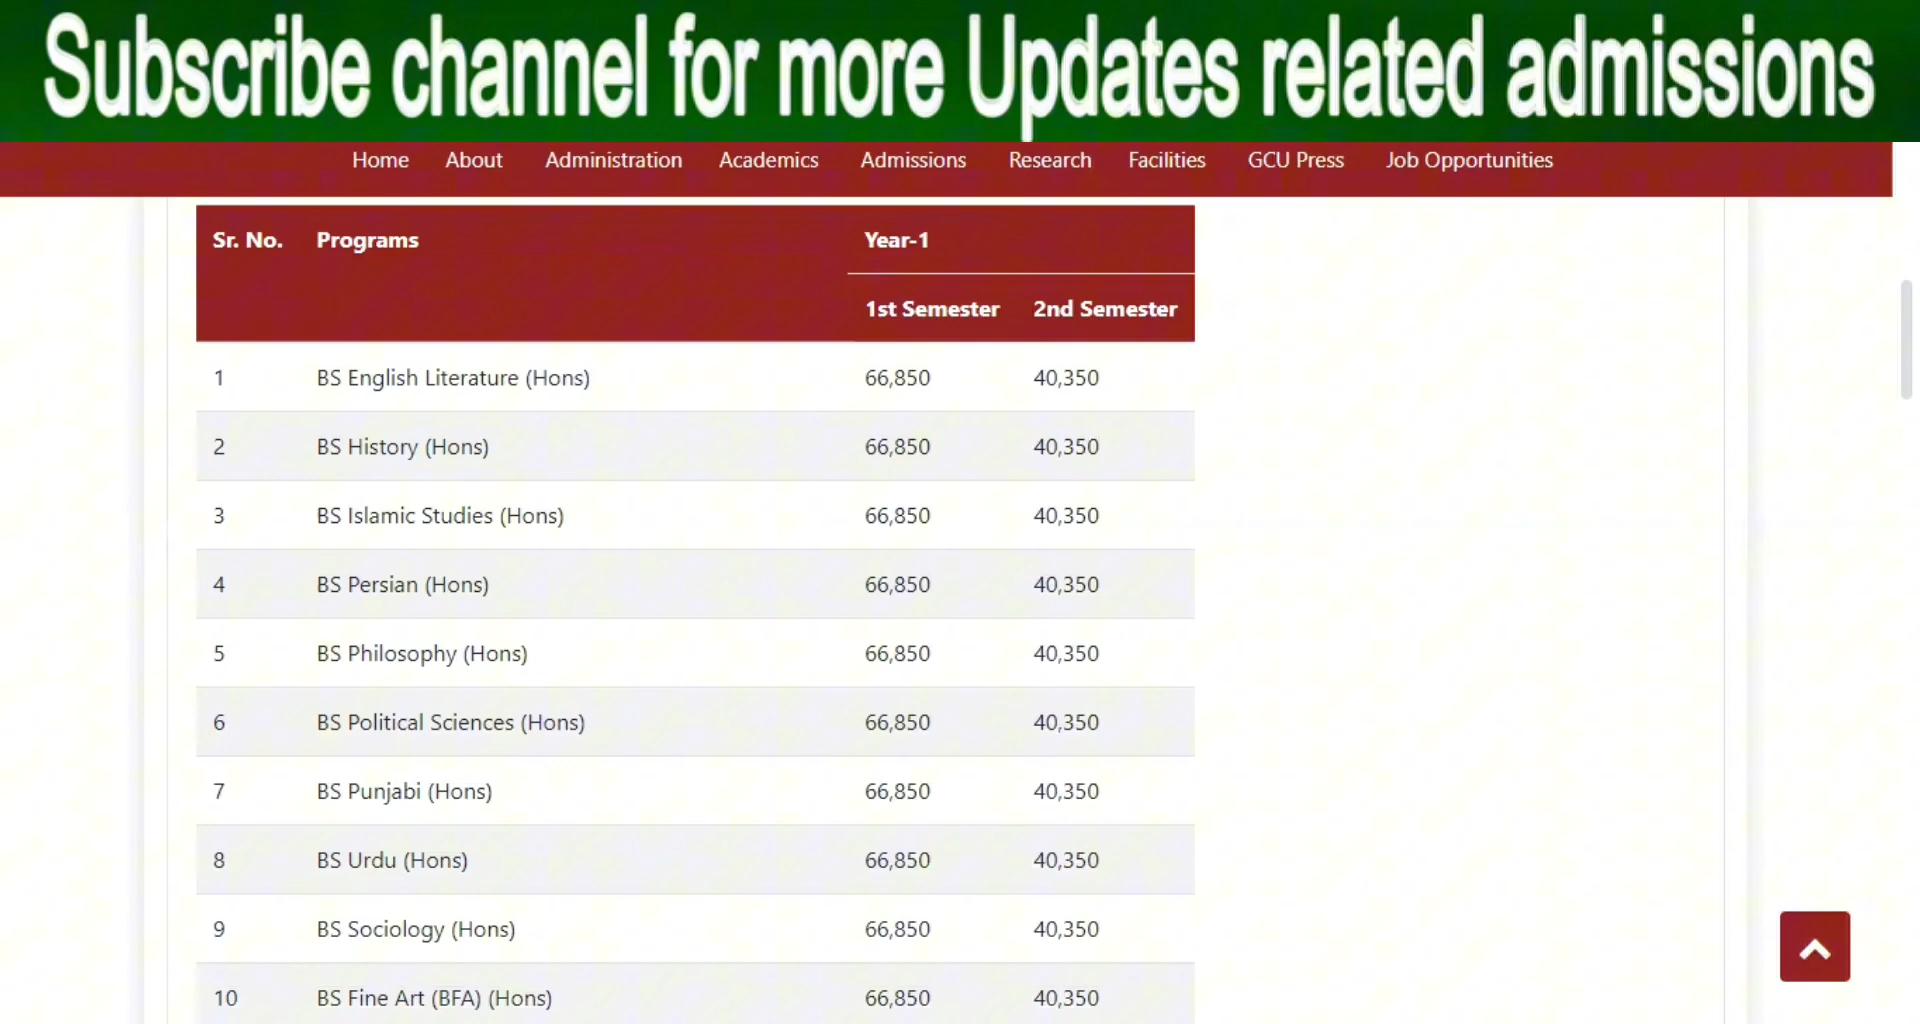 Subscribe channel for more Updates related admissions
Home About Administration Academics Admissions Research Facilities GCU Press Job Opportunities
Sr. No. Programs Year-1
1st Semester 2nd Semester
1 BS English Literature (Hons) 66,850 40,350
2 BS History (Hons) 66,850 40,350
3 BS Islamic Studies (Hons) 66,850 40,350
4 BS Persian (Hons) 66,850 40,350
5 BS Philosophy (Hons) 66,850 40,350
6 BS Political Sciences (Hons) 66,850 40,350
7 BS Punjabi (Hons) 66,850 40,350
8 BS Urdu (Hons) 66,850 40,350
9 BS Sociology (Hons) 66,850 40,350
10 BS Fine Art (BFA) (Hons) 66,850 40,350